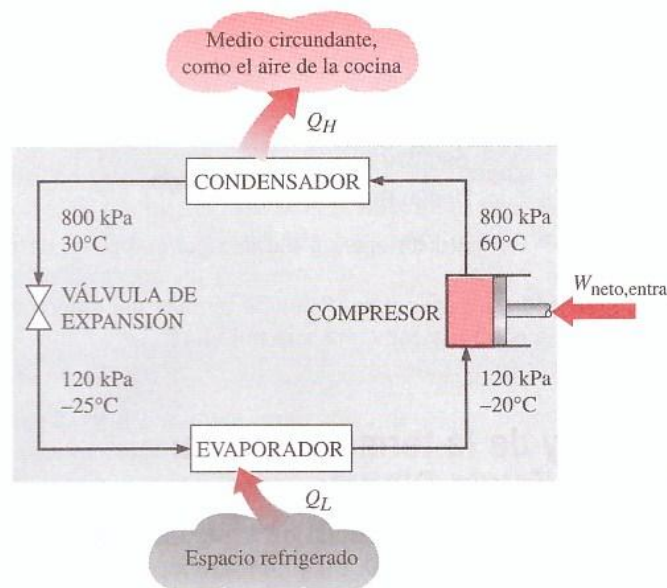 Medio circundante,
como el aire de la cocina
Q_H
CONDENSADOR
800 kPa
30°C
800 kPa
60°C
VÁLVULA DE
EXPANSIÓN
COMPRESOR
W_neto,entra
120 kPa
–25°C
120 kPa
–20°C
EVAPORADOR
Q_L
Espacio refrigerado